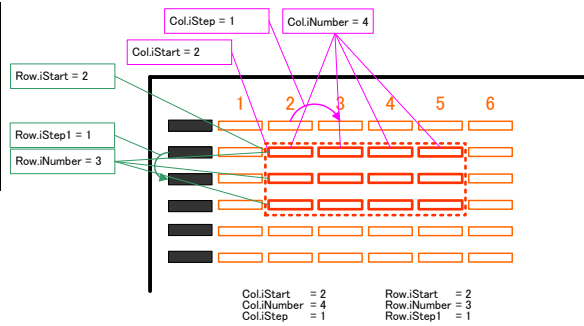 Col.iStep = 1
Col.iNumber = 4
Col.iStart = 2
Row.iStart = 2
1 2 3 4 5 6
Row.iStep1 = 1
Row.iNumber = 3
Col.iStart = 2 Row.iStart = 2
Col.iNumber = 4 Row.iNumber = 3
Col.iStep = 1 Row.iStep1 = 1